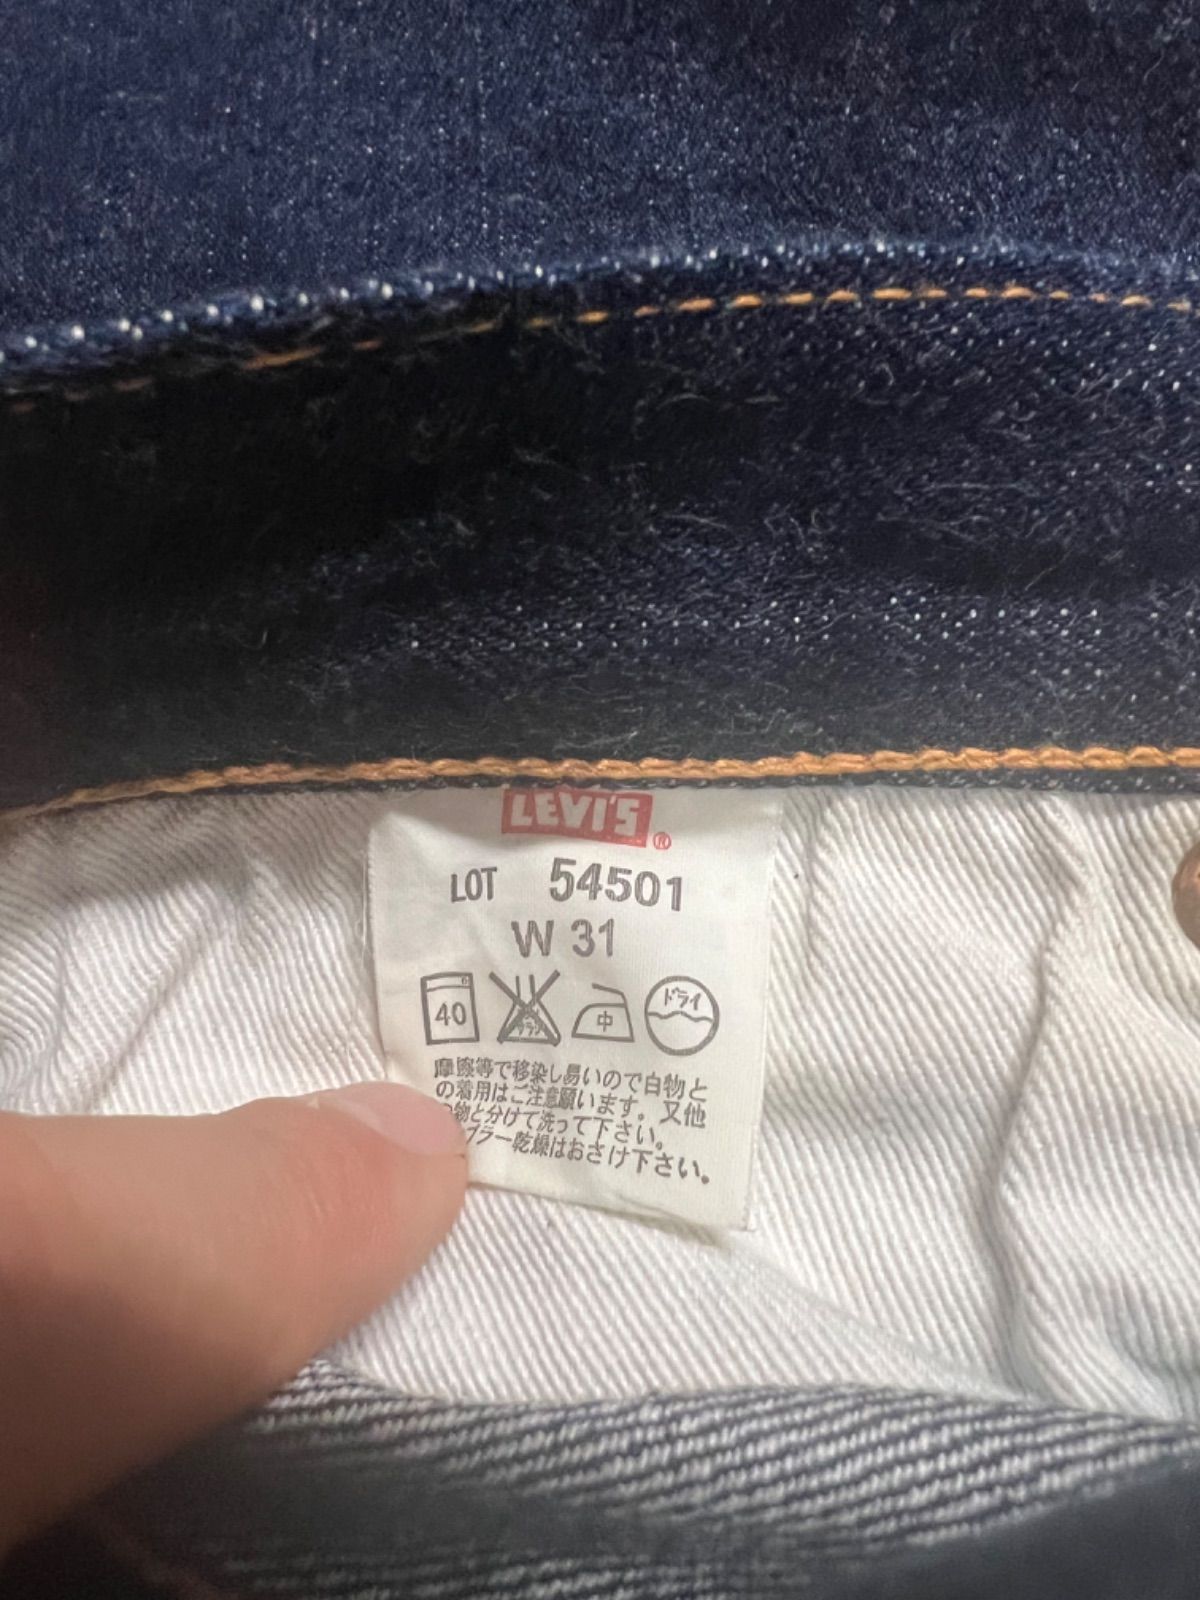 LEVI'S®
LOT 54501
W 31
40 中 ドライ
摩擦等で移染し易いので白物と
の着用はご注意願います。又他
物と分けて洗って下さい。
ブラー乾燥はおさけ下さい。